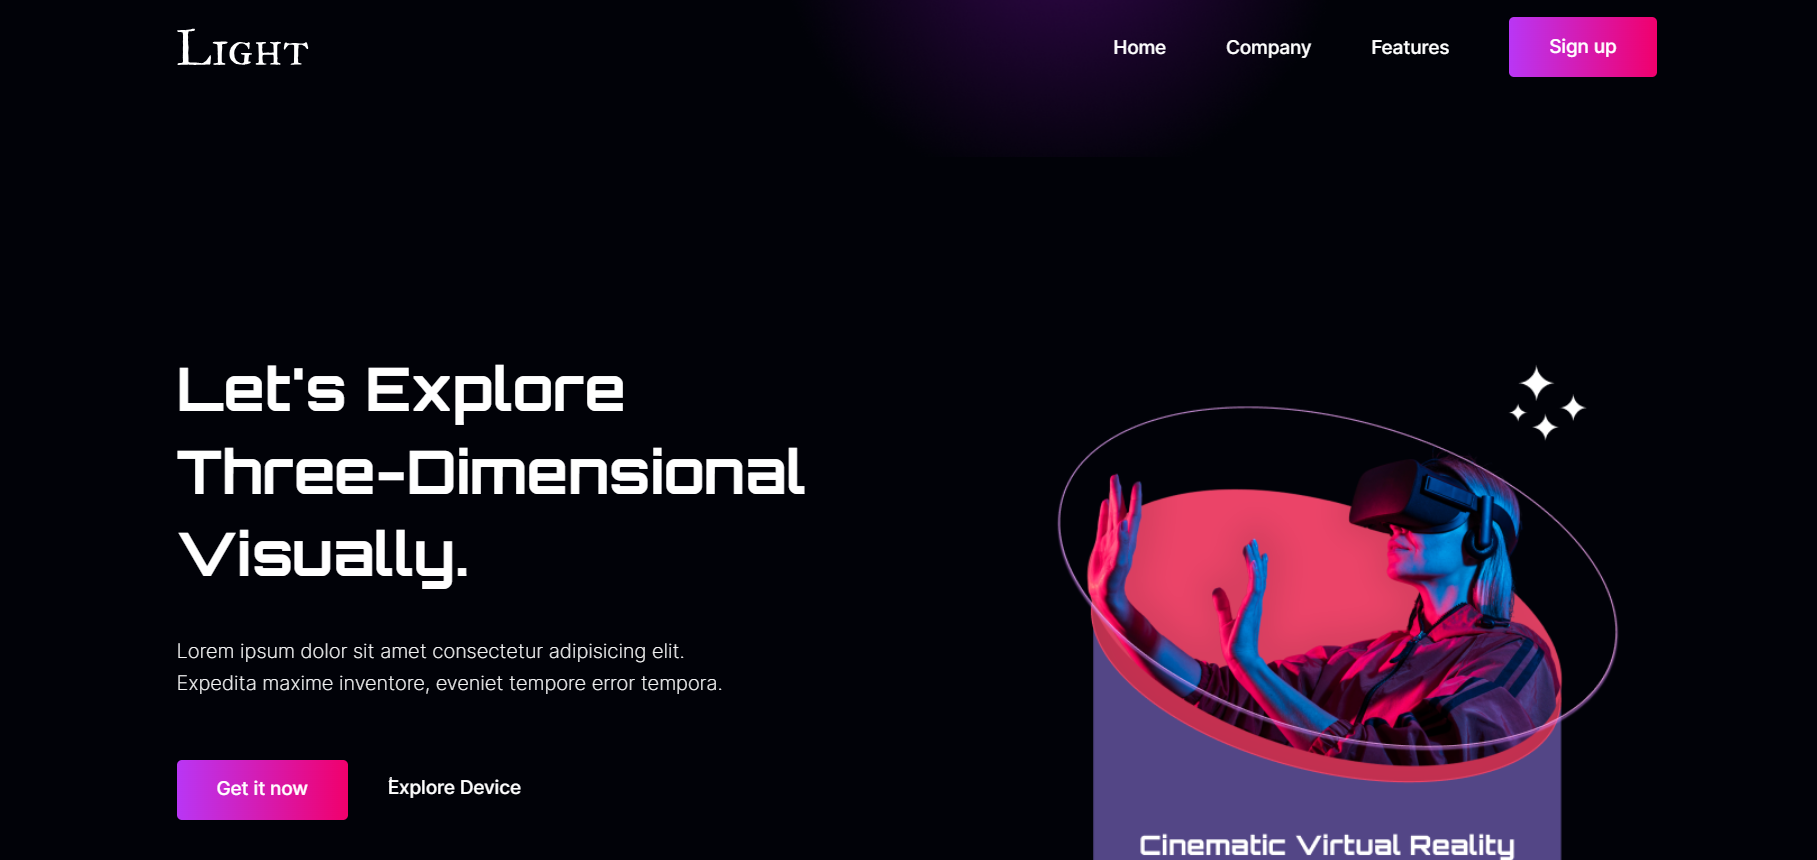 Light
Home
Company
Features
Sign up
Let's Explore
Three-Dimensional
Visually.
Lorem ipsum dolor sit amet consectetur adipisicing elit.
Expedita maxime inventore, eveniet tempore error tempora.
Get it now
Explore Device
Cinematic Virtual Reality